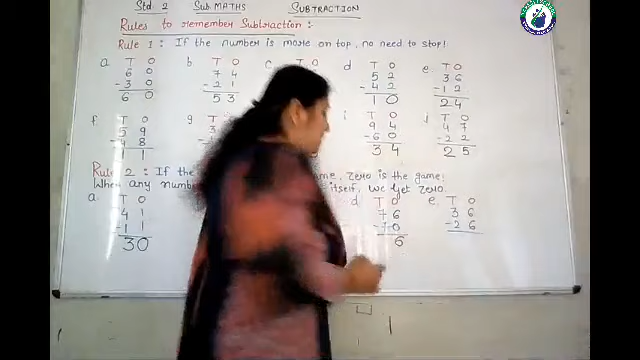 Std 2 Sub MATHS SUBTRACTION
Rules to remember Subtraction:
Rule 1: If the number is more on top, no need to stop!
a T O b T O c T O d T O e. T O
6 0 7 4 5 2 3 6
- 3 0 - 2 1 - 4 2 - 1 2
6 0 5 3 1 0 2 4
f T O g i T O j T O
5 9 3 9 4 4 7
8 - 6 0 - 2 2
1 3 4 2 5
Rule 2: If the ame, zero is the game:
When any numb itself, we get zero.
a. T O d T O e. T O
4 1 7 6 3 6
- 1 1 - 7 0 - 2 6
3 0 6